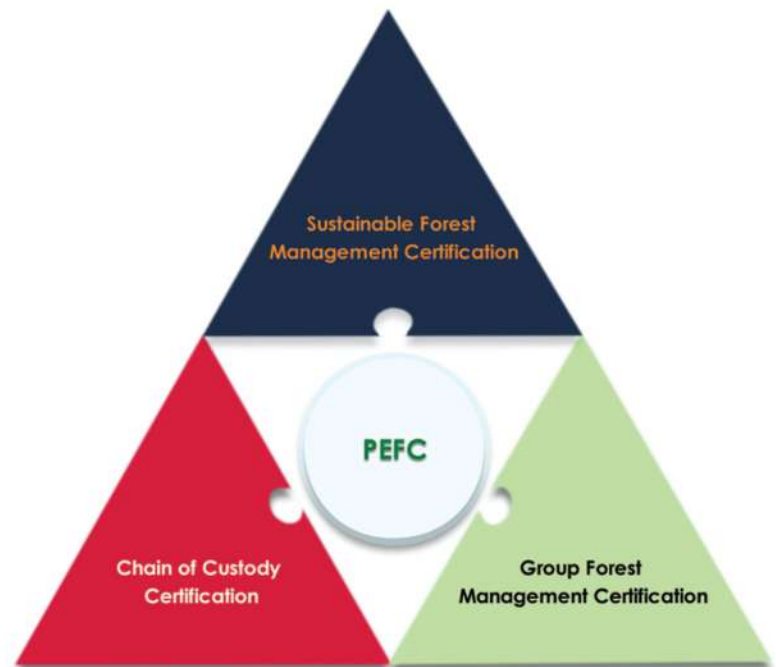 Sustainable Forest
Management Certification
PEFC
Chain of Custody
Certification
Group Forest
Management Certification